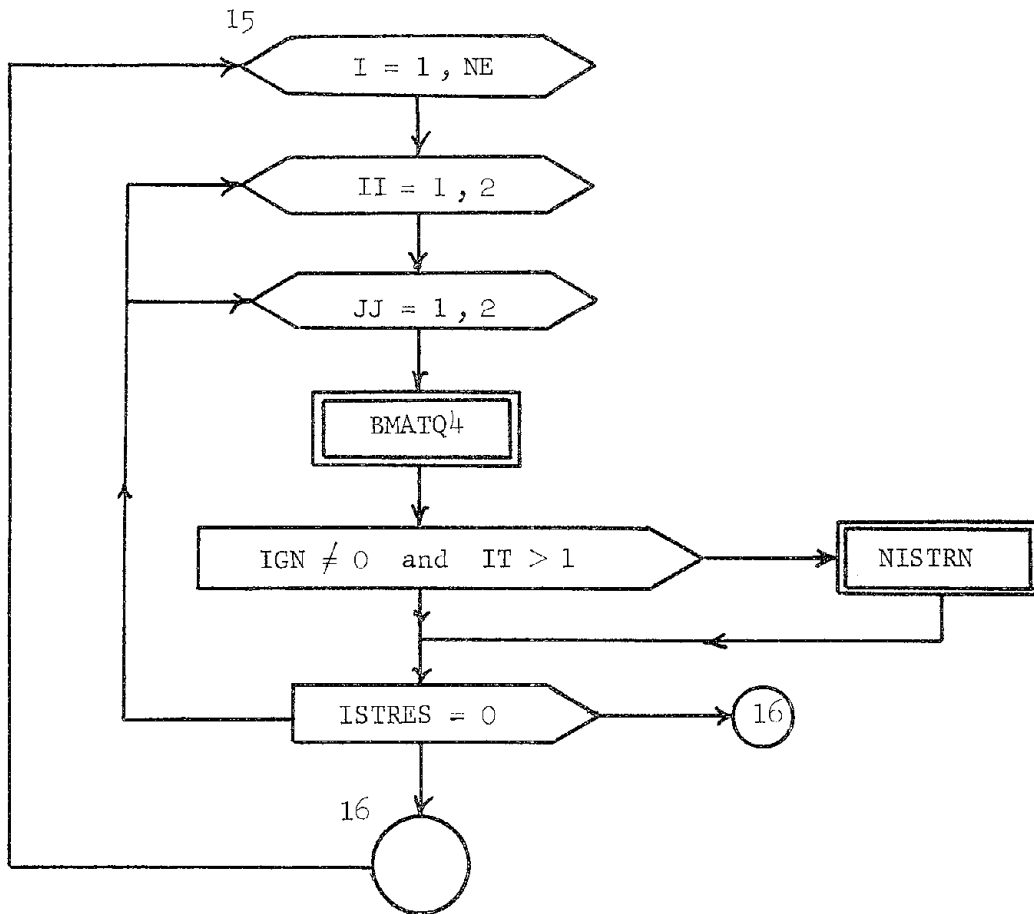 15
I = 1 , NE
II = 1 , 2
JJ = 1 , 2
BMATQ4
IGN ≠ 0 and IT > 1
NISTRN
ISTRES = 0
16
16